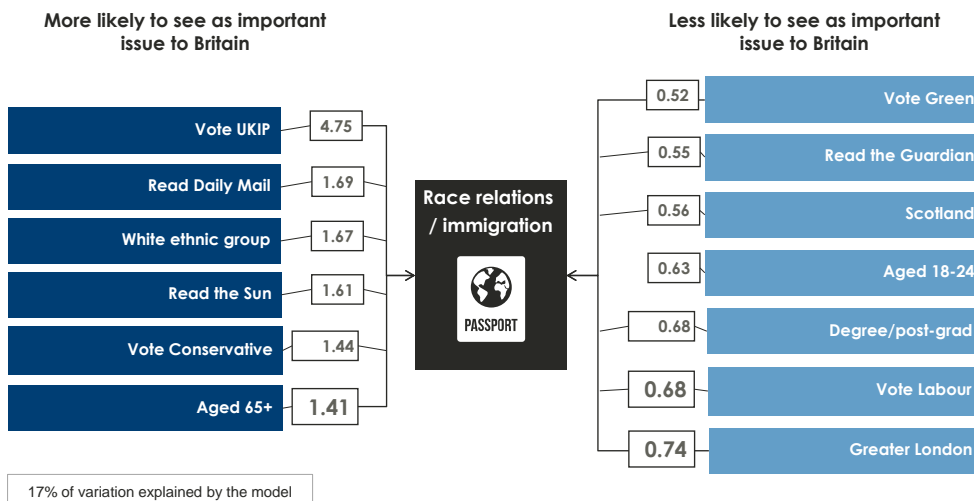 More likely to see as important
issue to Britain
Vote UKIP 4.75
Read Daily Mail 1.69
White ethnic group 1.67
Read the Sun 1.61
Vote Conservative 1.44
Aged 65+ 1.41
17% of variation explained by the model
Race relations
/ immigration
PASSPORT
Less likely to see as important
issue to Britain
0.52 Vote Green
0.55 Read the Guardian
0.56 Scotland
0.63 Aged 18-24
0.68 Degree/post-grad
0.68 Vote Labour
0.74 Greater London